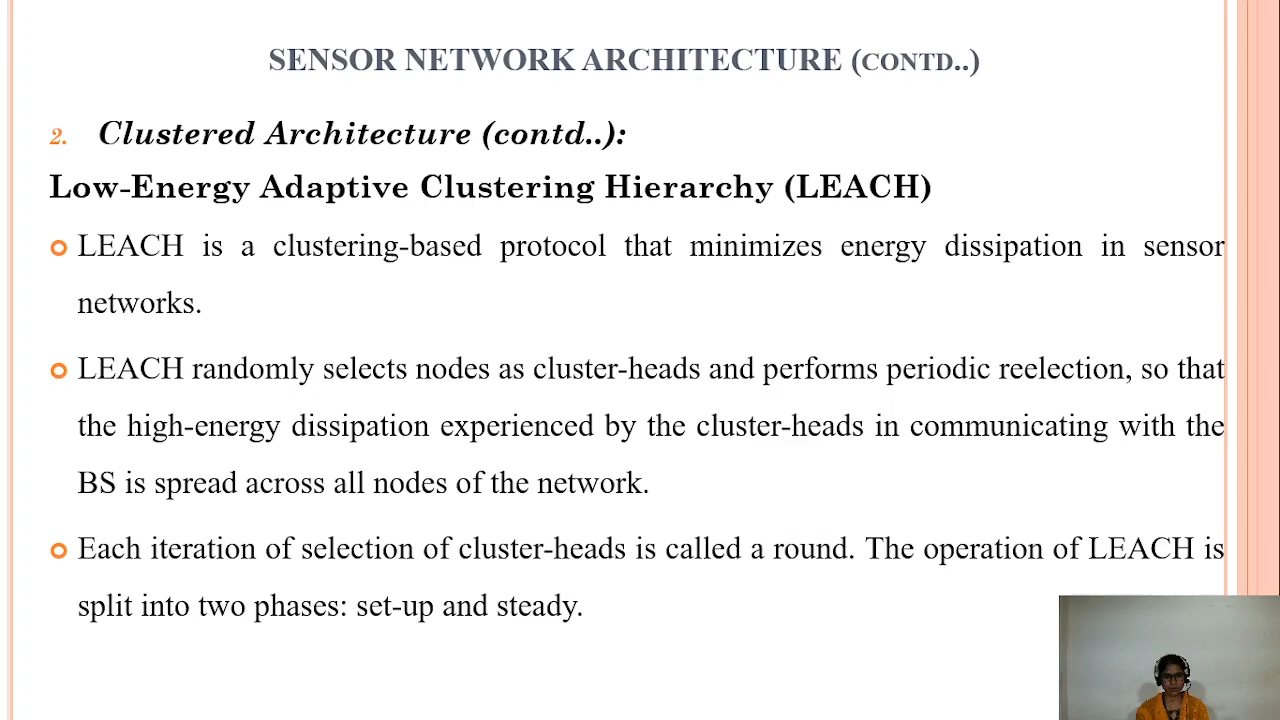 SENSOR NETWORK ARCHITECTURE (CONTD..)
2. Clustered Architecture (contd..):
Low-Energy Adaptive Clustering Hierarchy (LEACH)
LEACH is a clustering-based protocol that minimizes energy dissipation in sensor
networks.
LEACH randomly selects nodes as cluster-heads and performs periodic reelection, so that
the high-energy dissipation experienced by the cluster-heads in communicating with the
BS is spread across all nodes of the network.
Each iteration of selection of cluster-heads is called a round. The operation of LEACH is
split into two phases: set-up and steady.